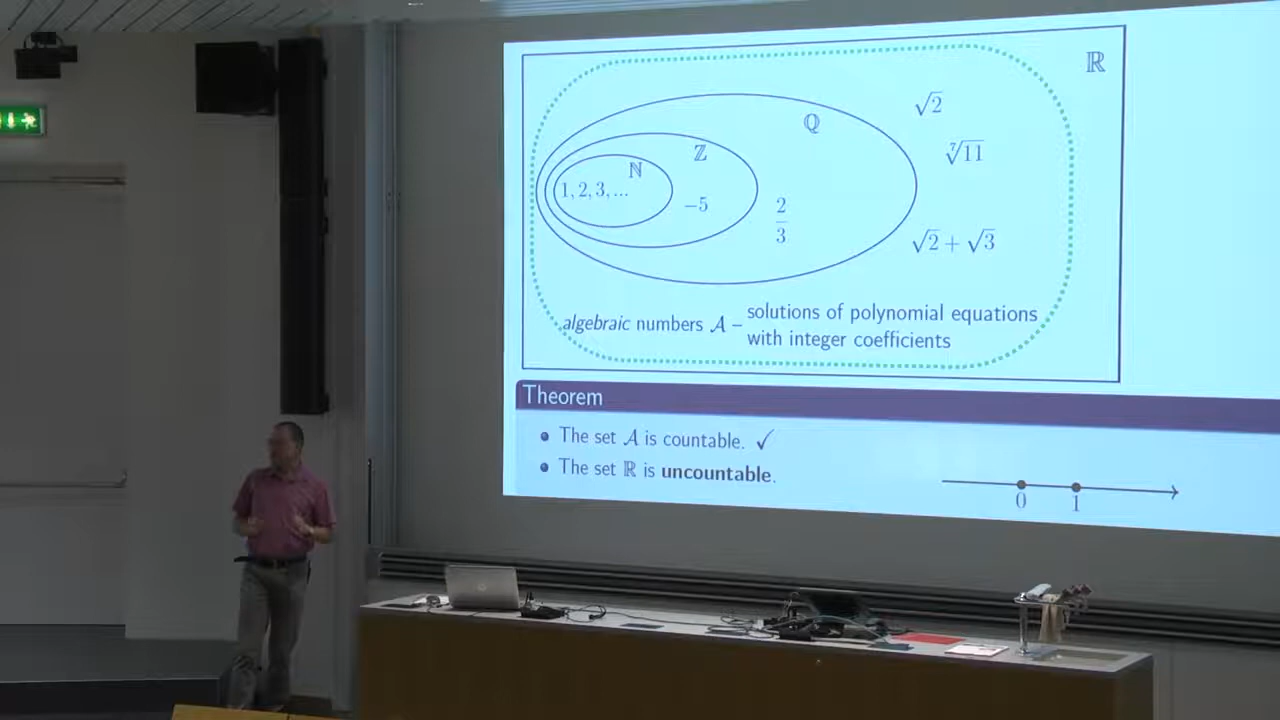 ℝ
√2
ℚ
ℤ
⁷√11
ℕ
1, 2, 3, ...
−5
2
3
√2 + √3
algebraic numbers 𝒜 – solutions of polynomial equations
with integer coefficients
Theorem
The set 𝒜 is countable. ✓
The set ℝ is uncountable.
0 1